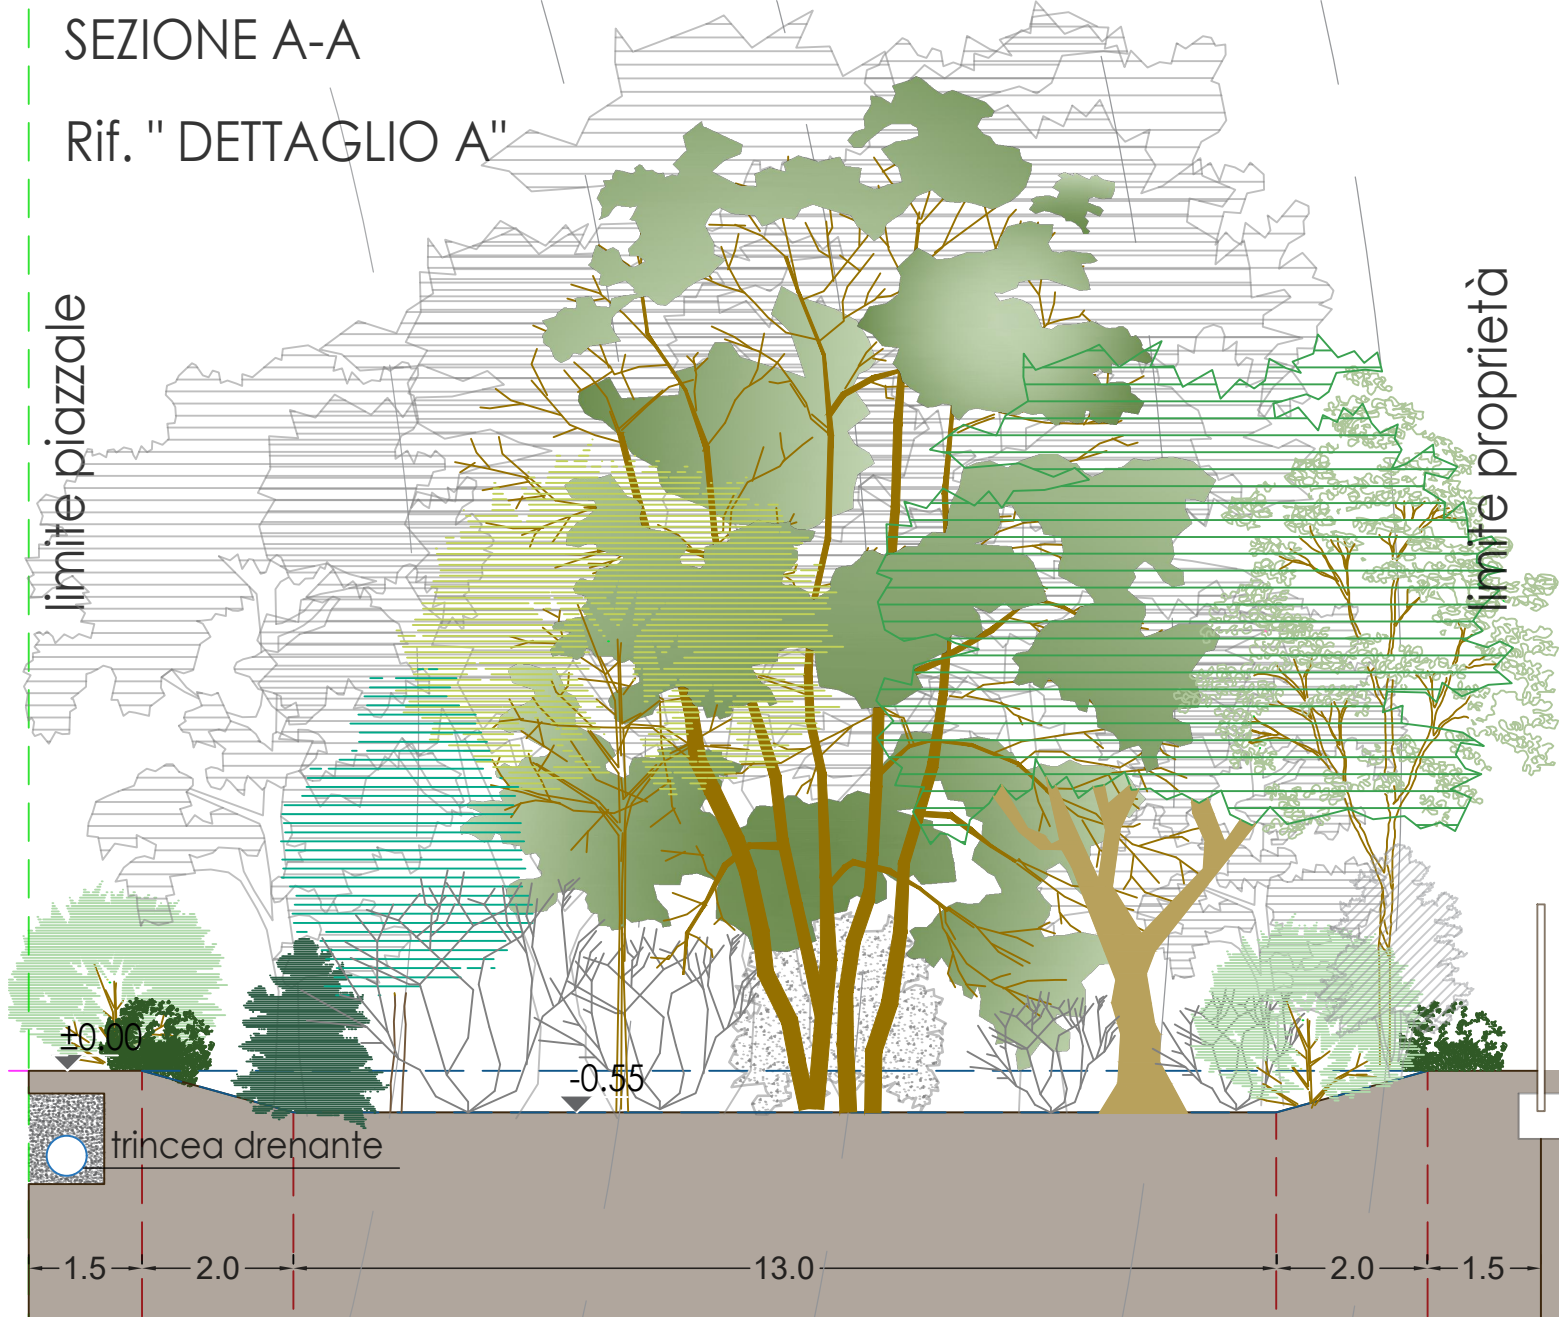 SEZIONE A-A
Rif. " DETTAGLIO A"
limite piazzale
limite proprietà
±0.00
-0.55
trincea drenante
1.5 2.0 13.0 2.0 1.5